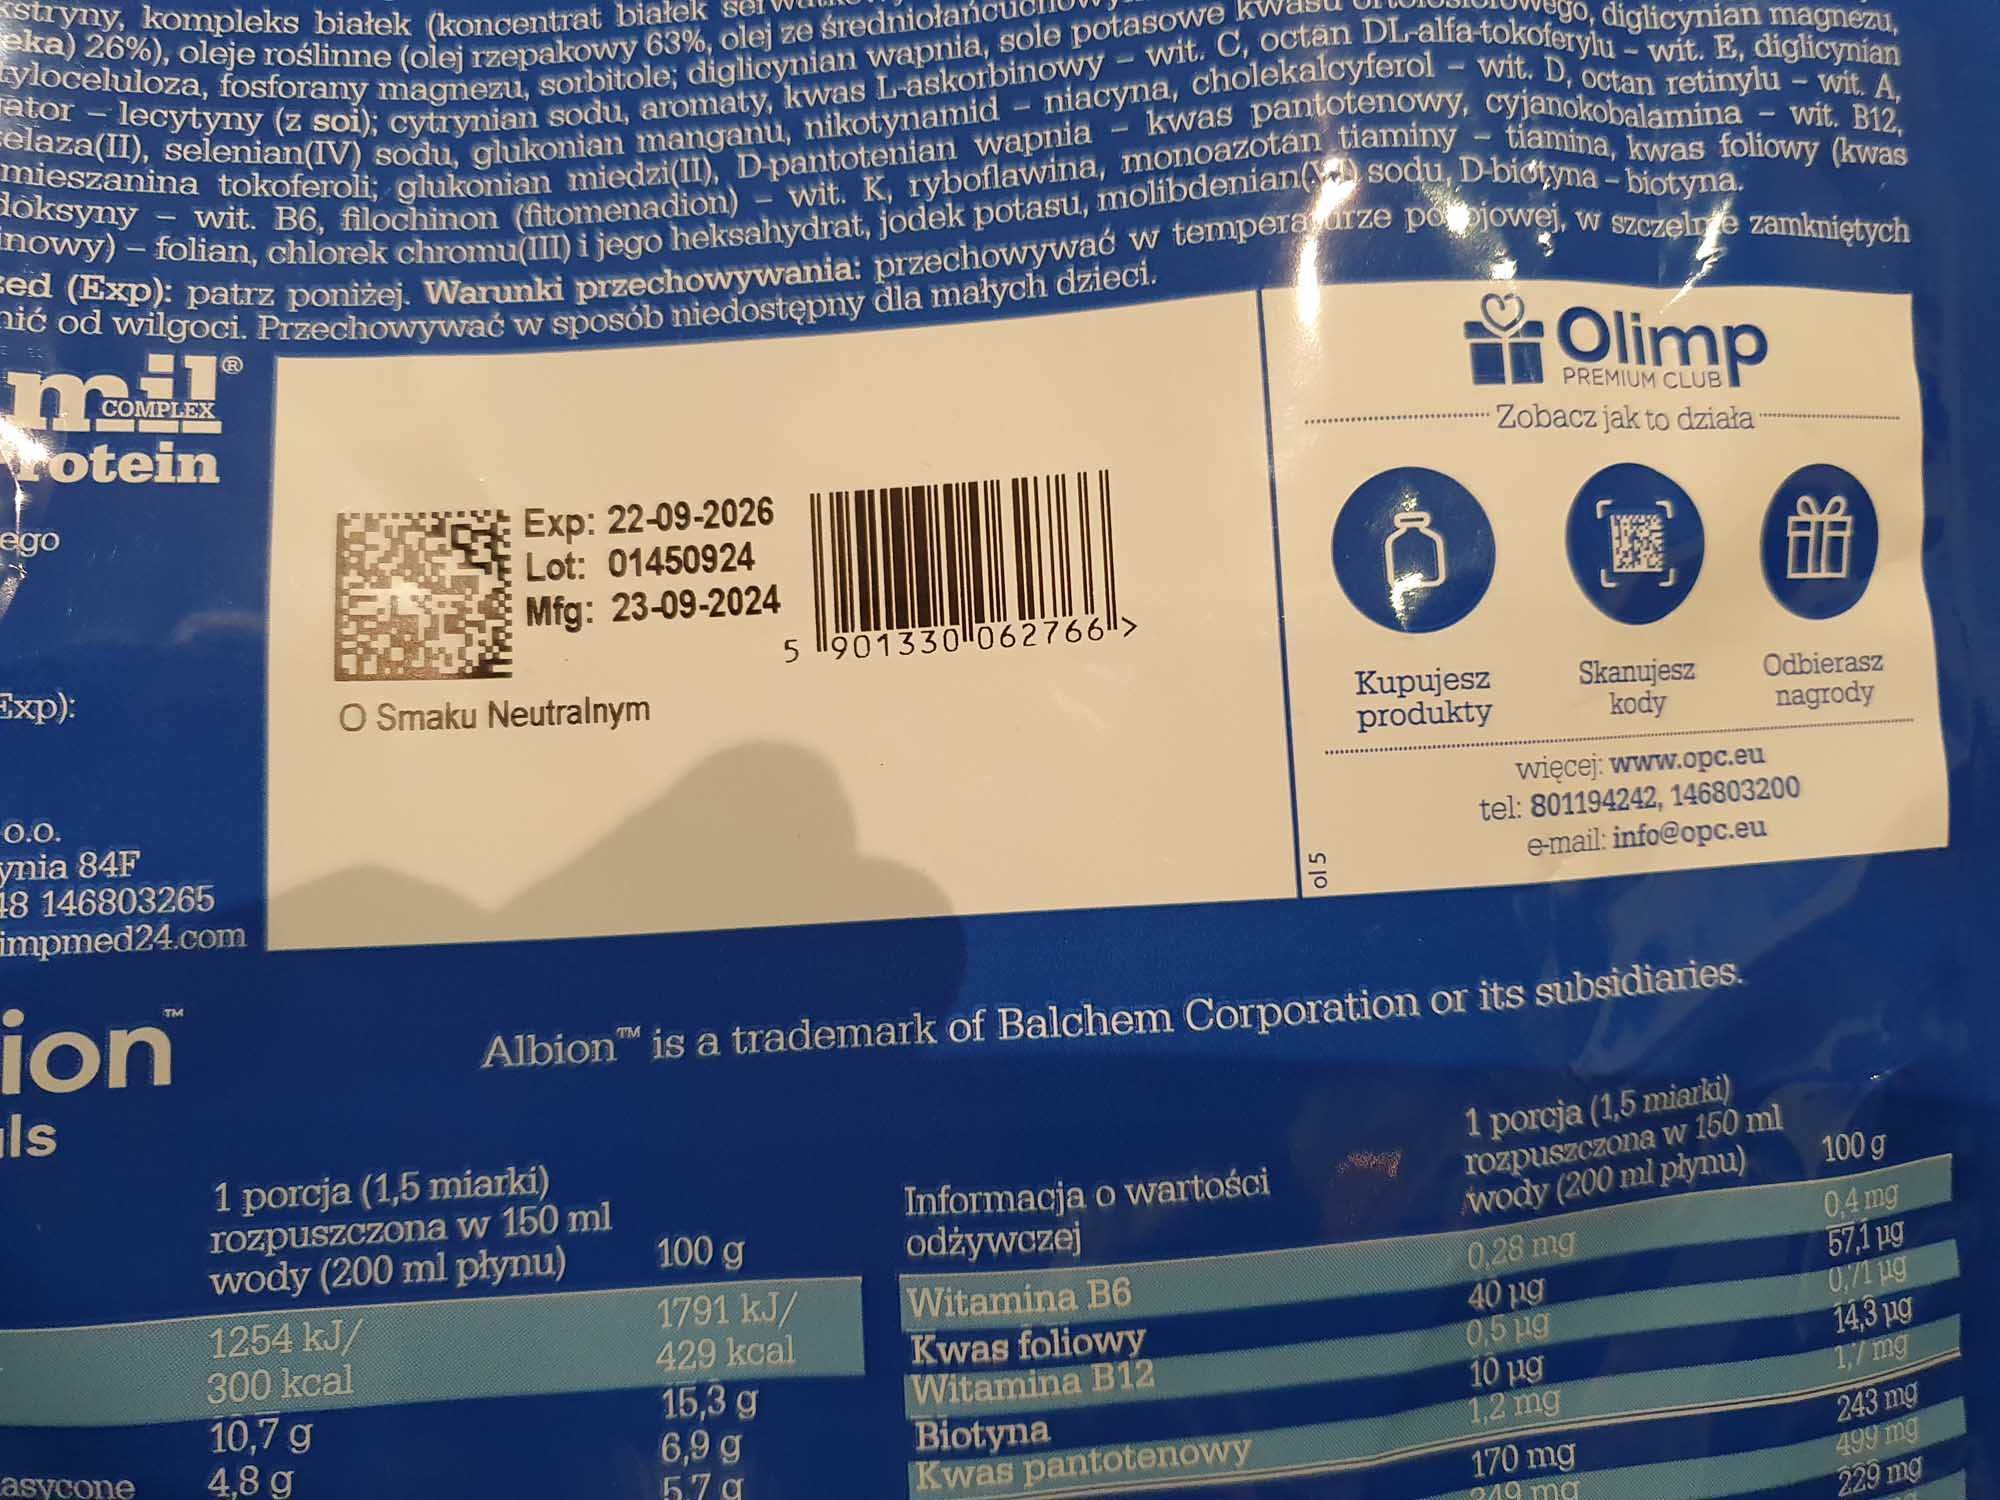 kompleks białek (koncentrat białek
26%), oleje roślinne (olej rzepakowy 63%, olej ze średniołańcuchowy diglicynian magnezu,
fosforany magnezu, sorbitole; diglicynian wapnia, sole potasowe kwasu – wit. E, diglicynian
– lecytyny (z soi); cytrynian sodu, aromaty, kwas L-askorbinowy – wit. C, octan DL-alfa-tokoferylu octan retinylu – wit. A,
selenian(IV) sodu, glukonian manganu, nikotynamid – niacyna, cholekalcyferol – wit. D, cyjanokobalamina – wit. B12,
mieszanina tokoferoli; glukonian miedzi(II), D-pantotenian wapnia – kwas pantotenowy, tiamina, kwas foliowy (kwas
– wit. B6, filochinon (fitomenadion) – wit. K, ryboflawina, monoazotan tiaminy –
– folian, chlorek chromu(III) i jego heksahydrat, jodek potasu, molibdenian(VI) sodu, D-biotyna – biotyna.
(Exp): patrz poniżej. Warunki przechowywania: przechowywać w temperaturze pokojowej, w szczelnie zamkniętych
od wilgoci. Przechowywać w sposób niedostępny dla małych dzieci.
mil®
COMPLEX
otein
ego
Exp):
o.o.
ynia 84F
48 146803265
impmed24.com
Exp: 22-09-2026
Lot: 01450924
Mfg: 23-09-2024
5 901330 062766 >
O Smaku Neutralnym
Olimp
PREMIUM CLUB
Zobacz jak to działa
Kupujesz produkty
Skanujesz kody
Odbierasz nagrody
więcej: www.opc.eu
tel: 801194242, 146803200
e-mail: info@opc.eu
ol 5
ion™
ls
Albion™ is a trademark of Balchem Corporation or its subsidiaries.
1 porcja (1,5 miarki)
rozpuszczona w 150 ml
wody (200 ml płynu) 100 g
1254 kJ/ 1791 kJ/
300 kcal 429 kcal
10,7 g 15,3 g
4,8 g 6,9 g
asycone 5,7 g
Informacja o wartości
odżywczej
1 porcja (1,5 miarki)
rozpuszczona w 150 ml
wody (200 ml płynu) 100 g
Witamina B6 0,28 mg 0,4 mg
Kwas foliowy 40 µg 57,1 µg
Witamina B12 0,5 µg 0,71 µg
Biotyna 10 µg 14,3 µg
Kwas pantotenowy 1,2 mg 1,7 mg
170 mg 243 mg
349 mg 499 mg
229 mg